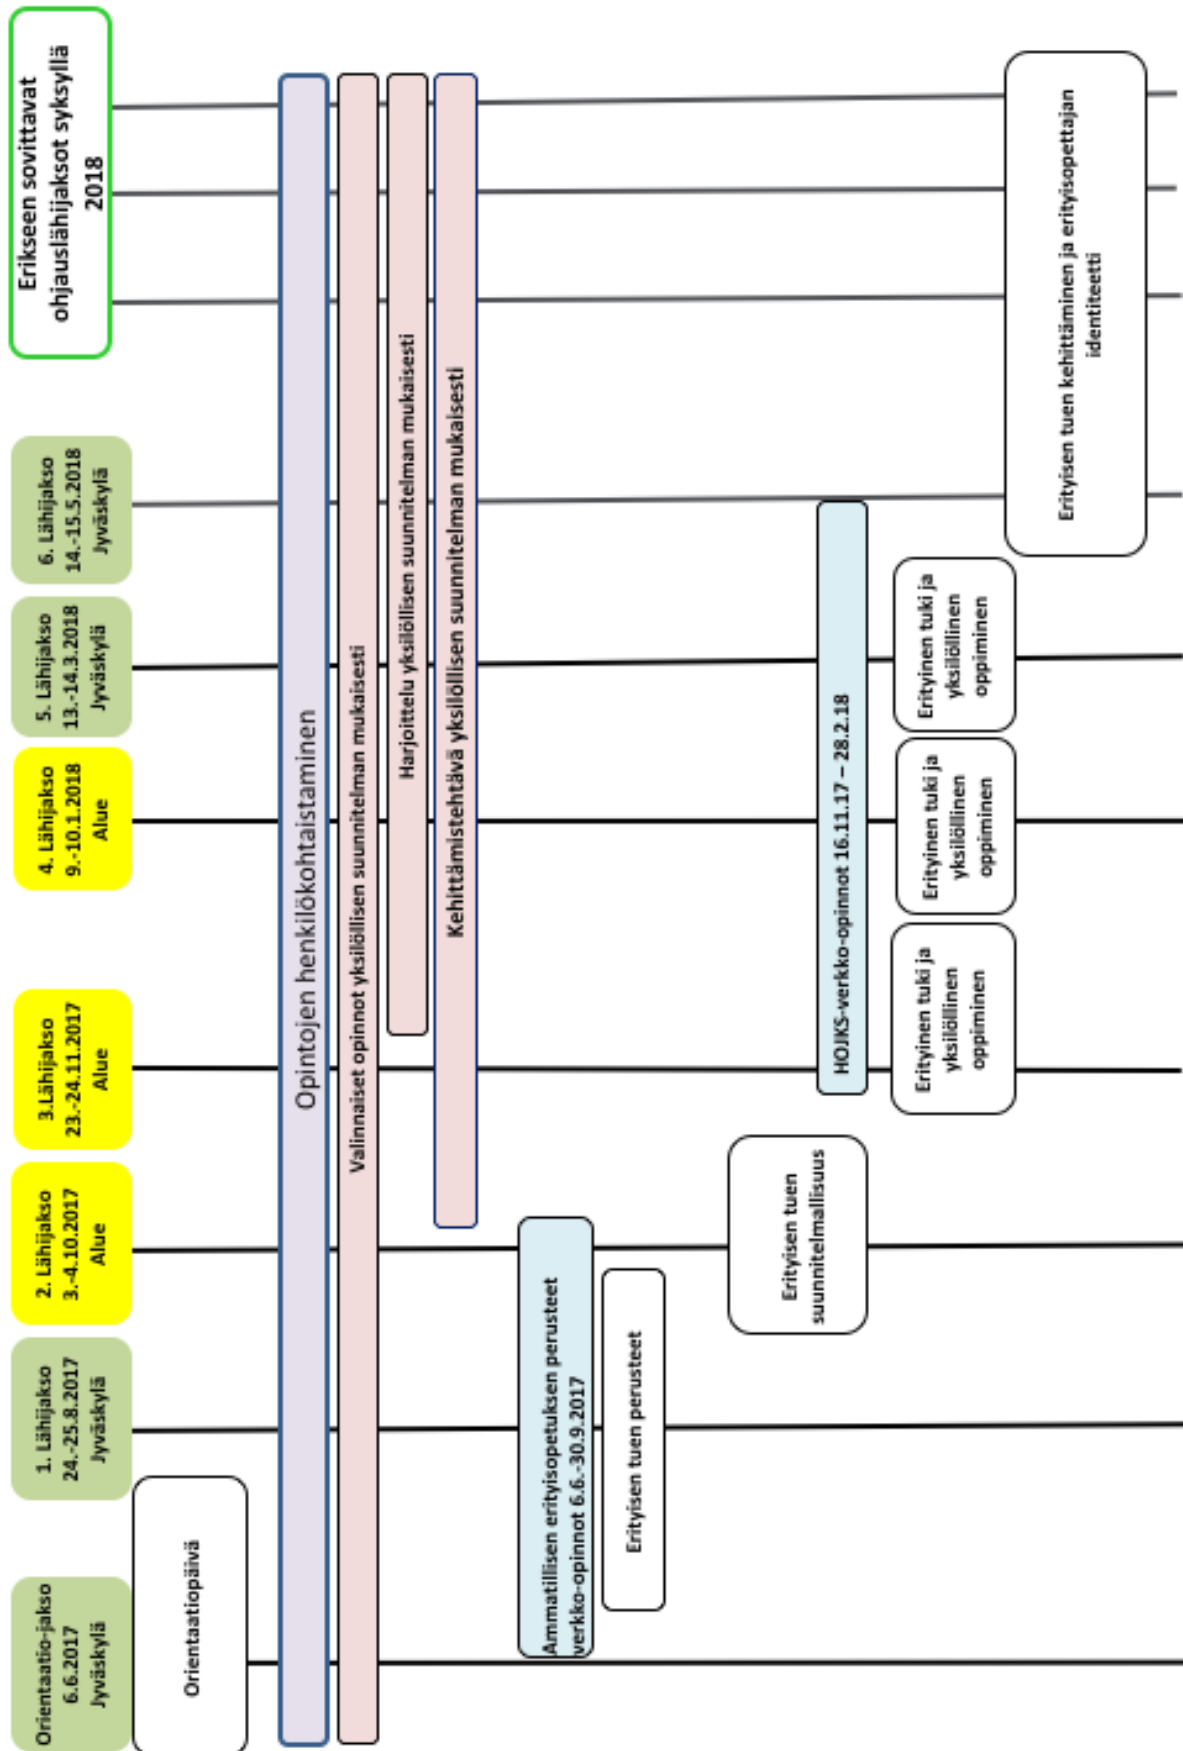 Orientaatio-jakso
6.6.2017
Jyväskylä
1. Lähijakso
24.-25.8.2017
Jyväskylä
2. Lähijakso
3.-4.10.2017
Alue
3.Lähijakso
23.-24.11.2017
Alue
4. Lähijakso
9.-10.1.2018
Alue
5. Lähijakso
13.-14.3.2018
Jyväskylä
6. Lähijakso
14.-15.5.2018
Jyväskylä
Erikseen sovittavat
ohjauslähijaksot syksyllä
2018
Orientaatiopäivä
Opintojen henkilökohtaistaminen
Valinnaiset opinnot yksilöllisen suunnitelman mukaisesti
Harjoittelu yksilöllisen suunnitelman mukaisesti
Kehittämistehtävä yksilöllisen suunnitelman mukaisesti
Ammatillisen erityisopetuksen perusteet
verkko-opinnot 6.6.-30.9.2017
Erityisen tuen perusteet
Erityisen tuen
suunnitelmallisuus
HOJKS-verkko-opinnot 16.11.17 – 28.2.18
Erityinen tuki ja
yksilöllinen
oppiminen
Erityinen tuki ja
yksilöllinen
oppiminen
Erityinen tuki ja
yksilöllinen
oppiminen
Erityisen tuen kehittäminen ja erityisopettajan
identiteetti